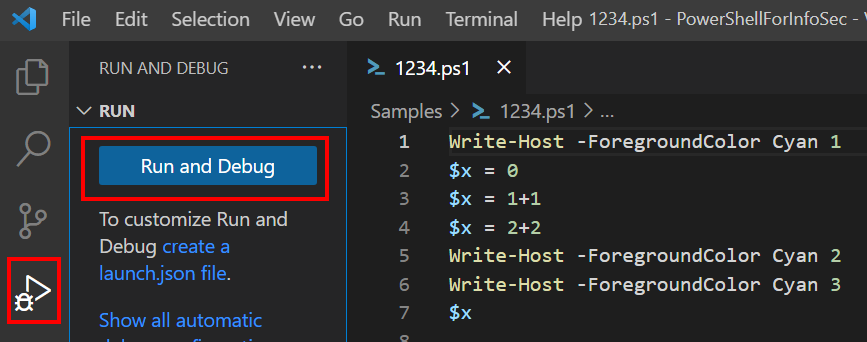 File Edit Selection View Go Run Terminal Help 1234.ps1 - PowerShellForInfoSec -
RUN AND DEBUG ...
1234.ps1
RUN
Samples > 1234.ps1 > ...
Run and Debug
To customize Run and
Debug create a
launch.json file.
Show all automatic
1 Write-Host -ForegroundColor Cyan 1
2 $x = 0
3 $x = 1+1
4 $x = 2+2
5 Write-Host -ForegroundColor Cyan 2
6 Write-Host -ForegroundColor Cyan 3
7 $x